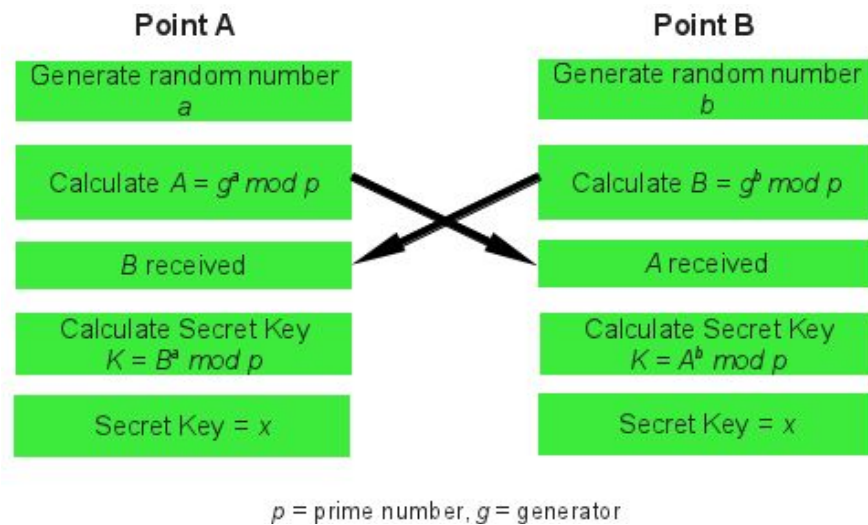 Point A
Generate random number
a
Calculate A = gᵃ mod p
B received
Calculate Secret Key
K = Bᵃ mod p
Secret Key = x
Point B
Generate random number
b
Calculate B = gᵇ mod p
A received
Calculate Secret Key
K = Aᵇ mod p
Secret Key = x
p = prime number, g = generator